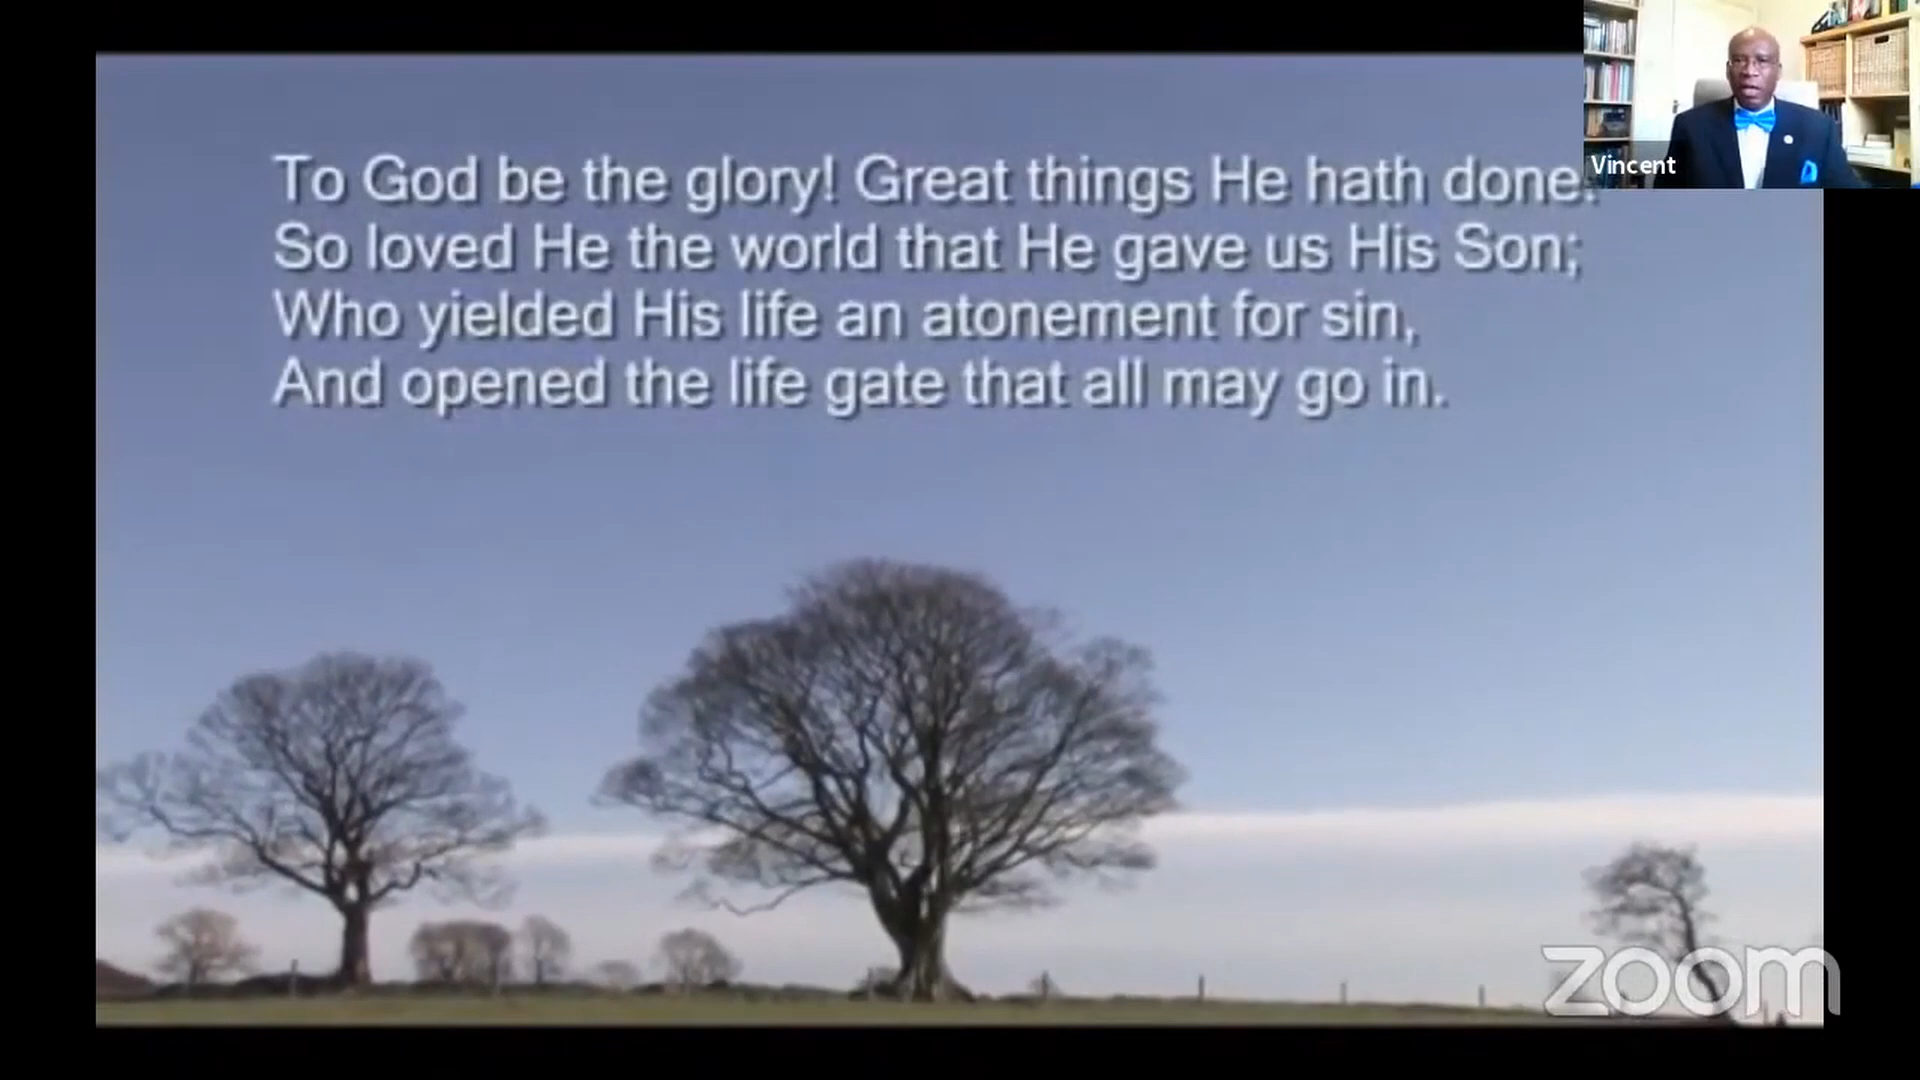 To God be the glory! Great things He hath done.
So loved He the world that He gave us His Son;
Who yielded His life an atonement for sin,
And opened the life gate that all may go in.
Vincent
zoom